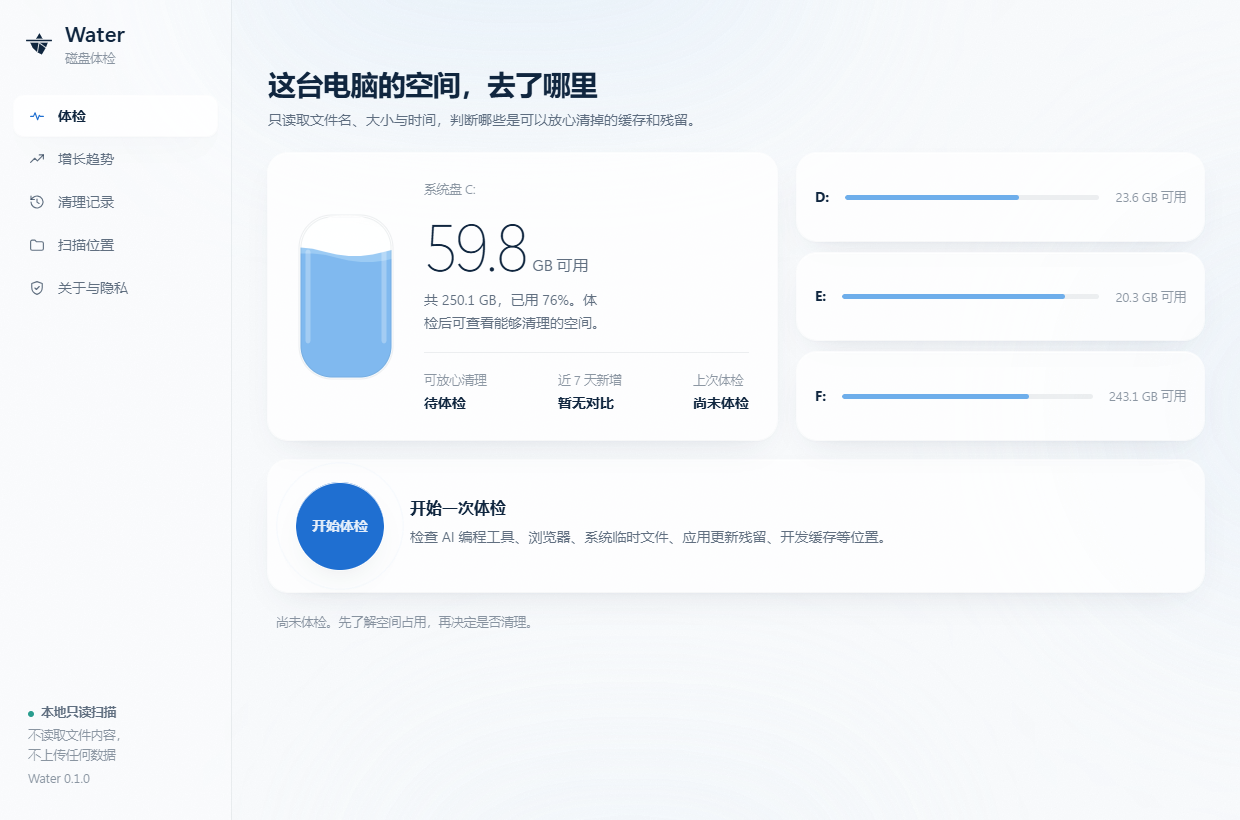 Water
磁盘体检
体检
增长趋势
清理记录
扫描位置
关于与隐私
本地只读扫描
不读取文件内容，
不上传任何数据
Water 0.1.0
这台电脑的空间，去了哪里
只读取文件名、大小与时间，判断哪些是可以放心清掉的缓存和残留。
系统盘 C:
59.8 GB 可用
共 250.1 GB，已用 76%。体
检后可查看能够清理的空间。
可放心清理
待体检
近 7 天新增
暂无对比
上次体检
尚未体检
D: 23.6 GB 可用
E: 20.3 GB 可用
F: 243.1 GB 可用
开始体检
开始一次体检
检查 AI 编程工具、浏览器、系统临时文件、应用更新残留、开发缓存等位置。
尚未体检。先了解空间占用，再决定是否清理。